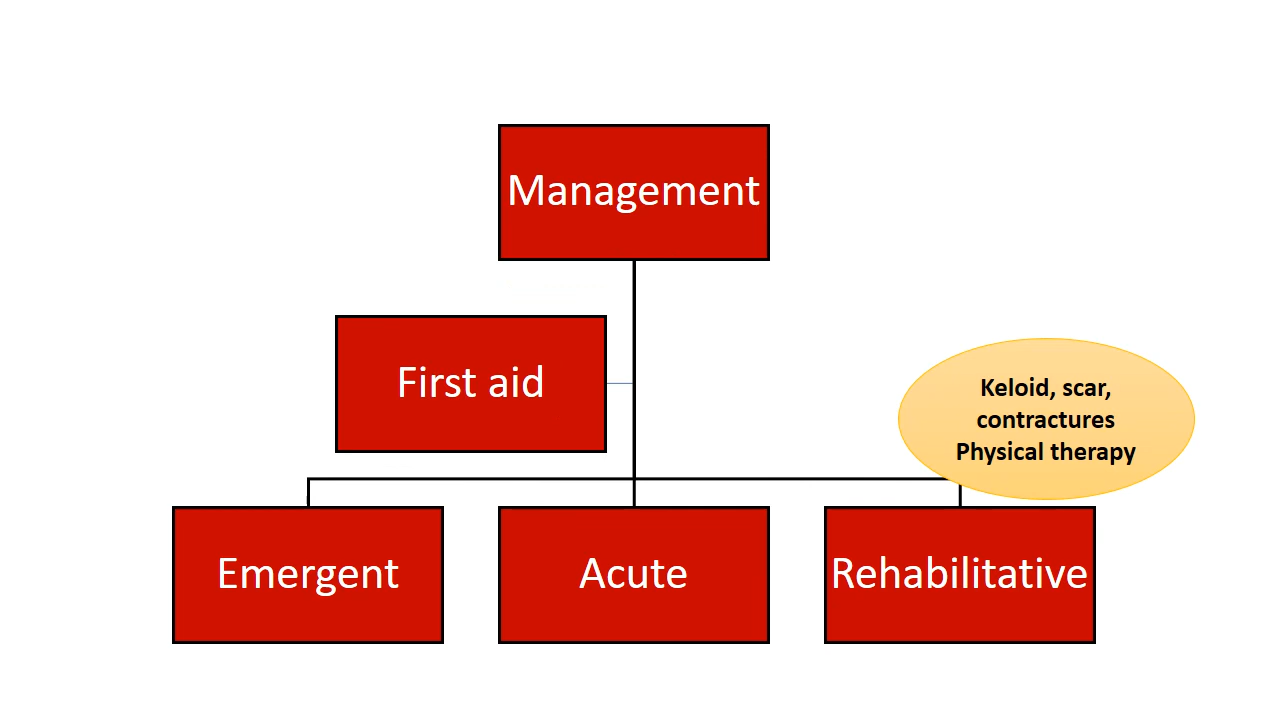 Management
First aid
Keloid, scar,
contractures
Physical therapy
Emergent
Acute
Rehabilitative